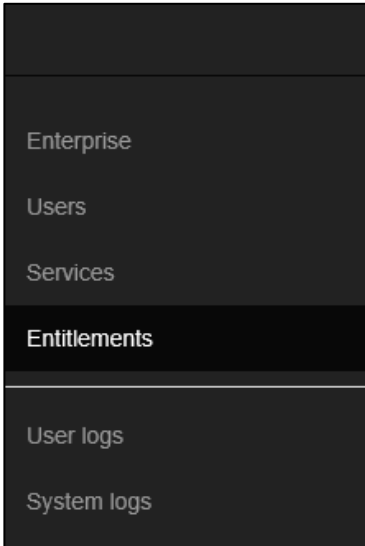 Enterprise
Users
Services
Entitlements
User logs
System logs